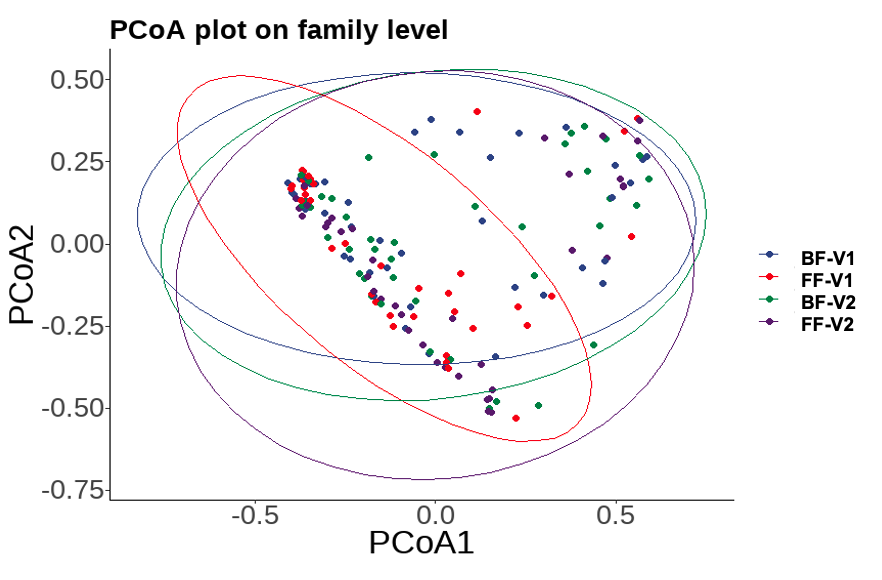 PCoA plot on family level
0.50
0.25
0.00
-0.25
-0.50
-0.75
PCoA2
-0.5
0.0
0.5
PCoA1
BF-V1
FF-V1
BF-V2
FF-V2